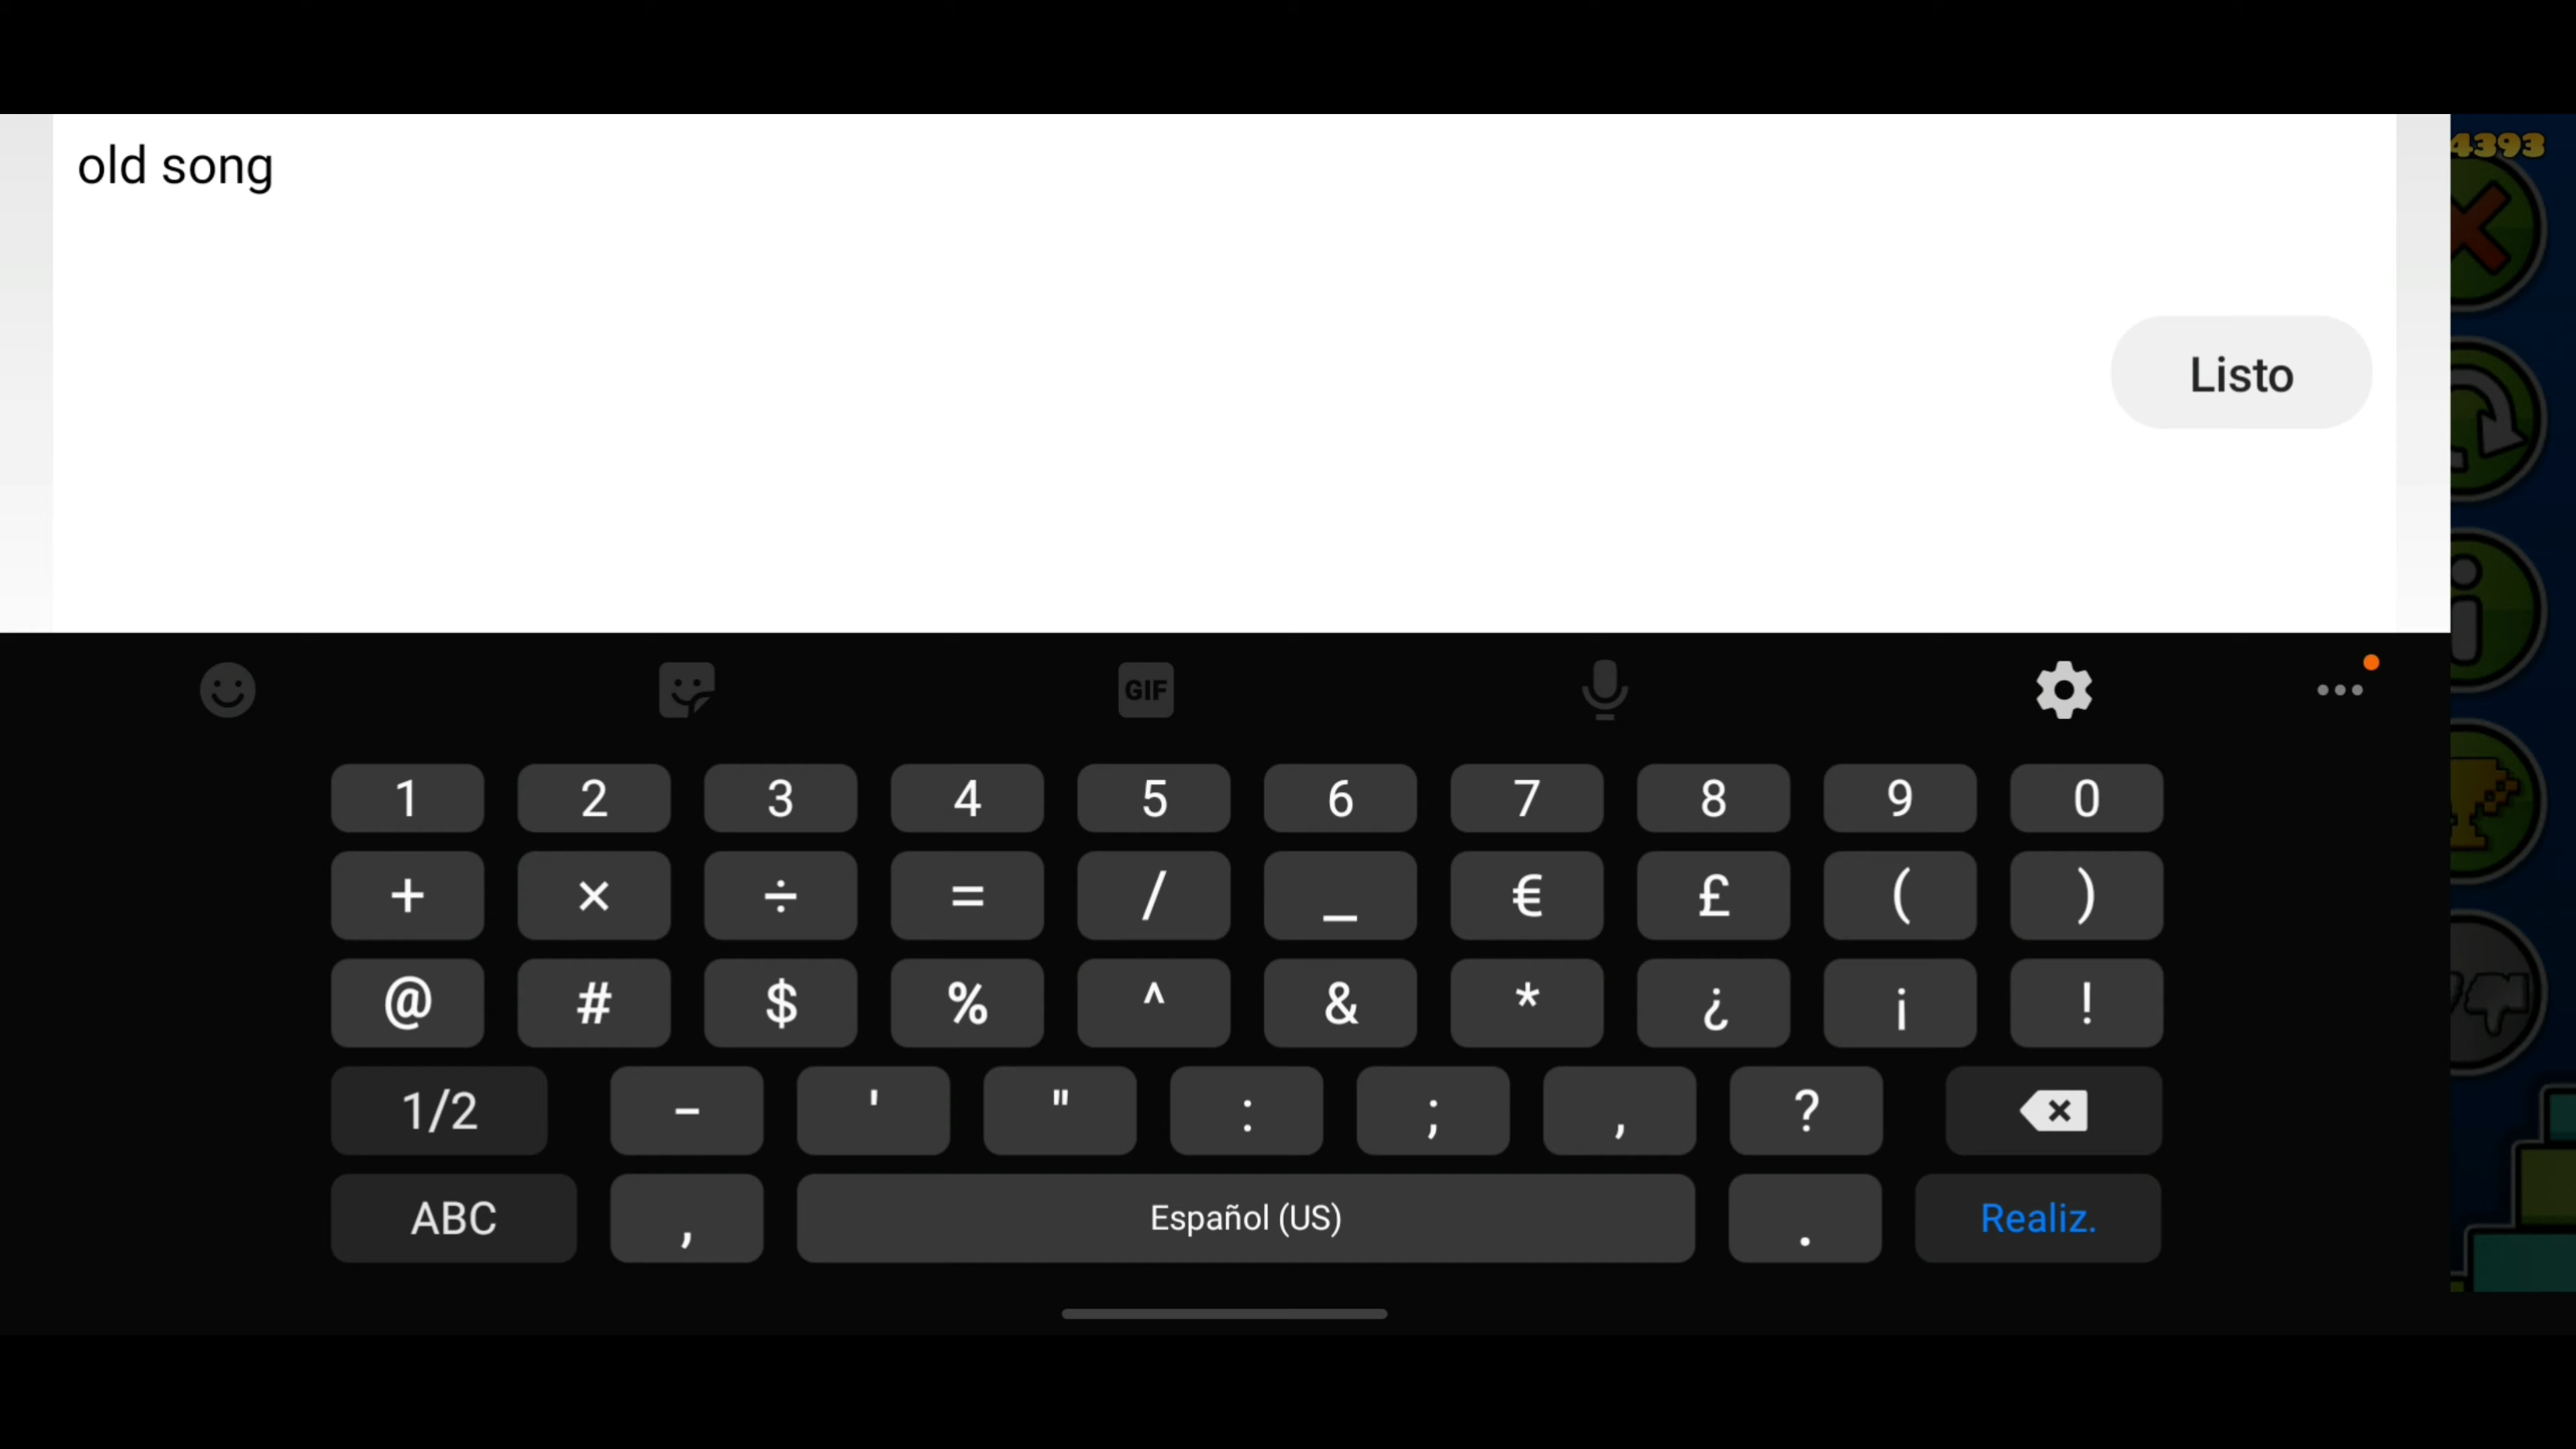 4393
old song
Listo
GIF
1 2 3 4 5 6 7 8 9 0
+ × ÷ = / _ € £ ( )
@ # $ % ^ & * ¿ ¡ !
1/2 - ' " : ; , ?
ABC , Español (US) . Realiz.